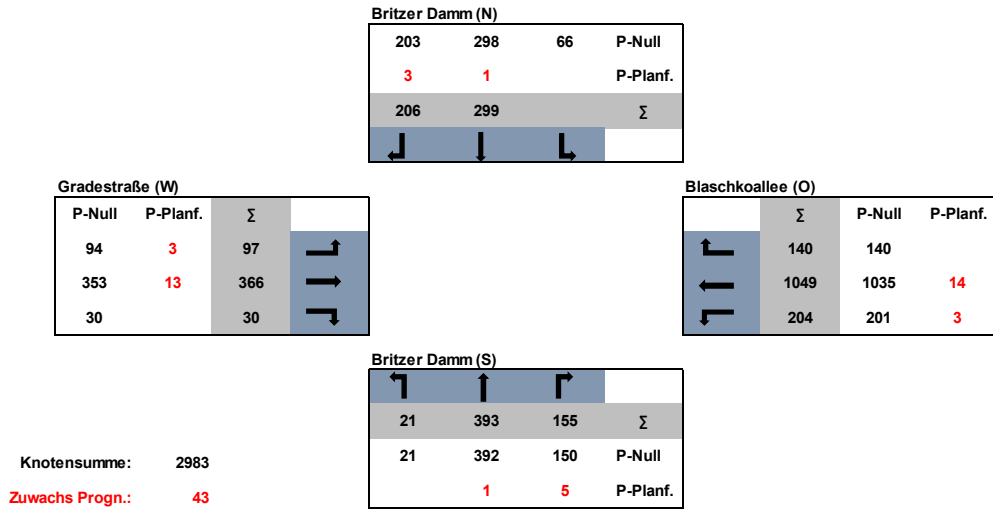 Britzer Damm (N)
203 298 66 P-Null
3 1 P-Planf.
206 299 Σ
Gradestraße (W)
P-Null P-Planf. Σ
94 3 97
353 13 366
30 30
Blaschkoallee (O)
Σ P-Null P-Planf.
140 140
1049 1035 14
204 201 3
Britzer Damm (S)
21 393 155 Σ
21 392 150 P-Null
1 5 P-Planf.
Knotensumme: 2983
Zuwachs Progn.: 43